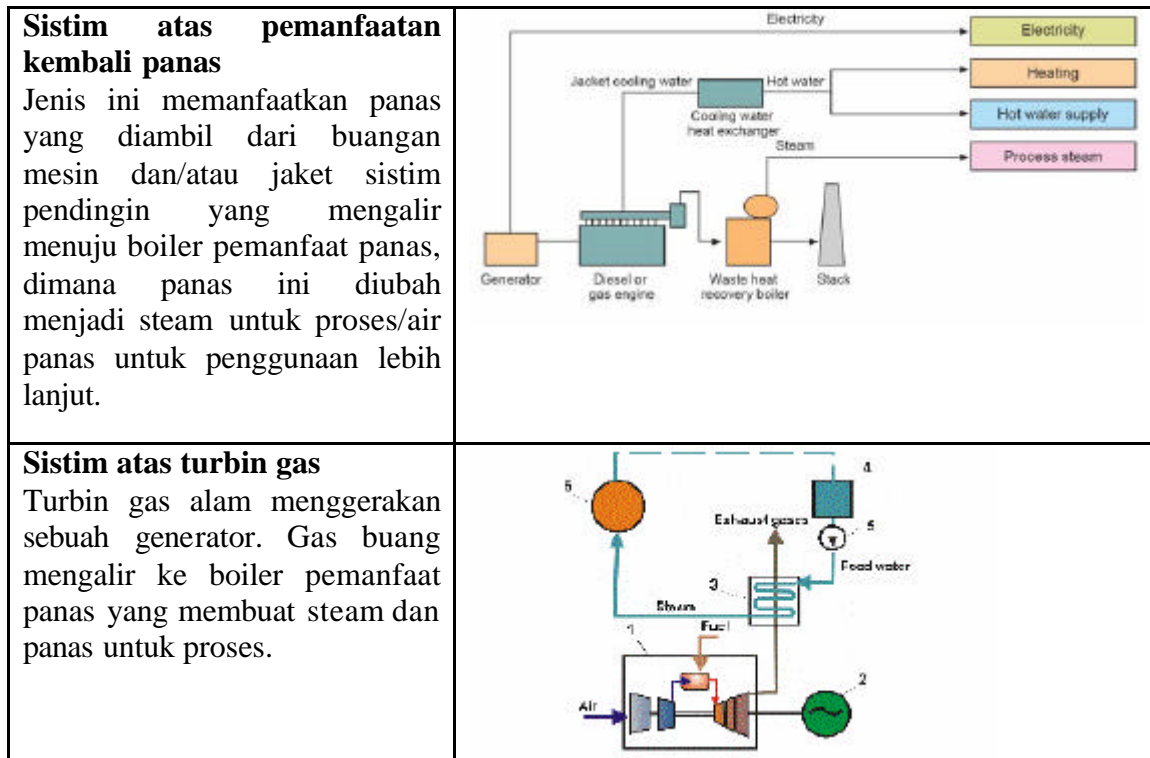 Sistim atas pemanfaatan
kembali panas
Jenis ini memanfaatkan panas
yang diambil dari buangan
mesin dan/atau jaket sistim
pendingin yang mengalir
menuju boiler pemanfaat panas,
dimana panas ini diubah
menjadi steam untuk proses/air
panas untuk penggunaan lebih
lanjut.
Electricity
Electricity
Jacket cooling water
Hot water
Heating
Cooling water
heat exchanger
Hot water supply
Steam
Process steam
Generator
Diesel or
gas engine
Waste heat
recovery boiler
Stack
Sistim atas turbin gas
Turbin gas alam menggerakan
sebuah generator. Gas buang
mengalir ke boiler pemanfaat
panas yang membuat steam dan
panas untuk proses.
4
Exhaust gases
Feed water
3
Steam
Fuel
1
2
Air